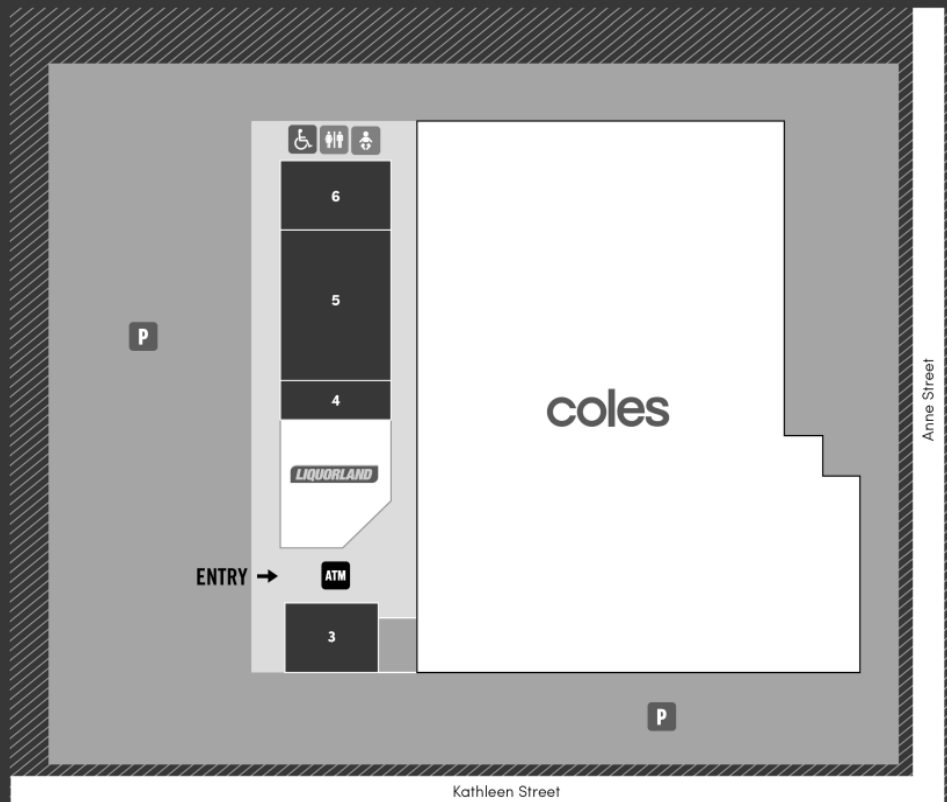 6
5
P
4
coles
Anne Street
LIQUORLAND
ENTRY
ATM
3
P
Kathleen Street